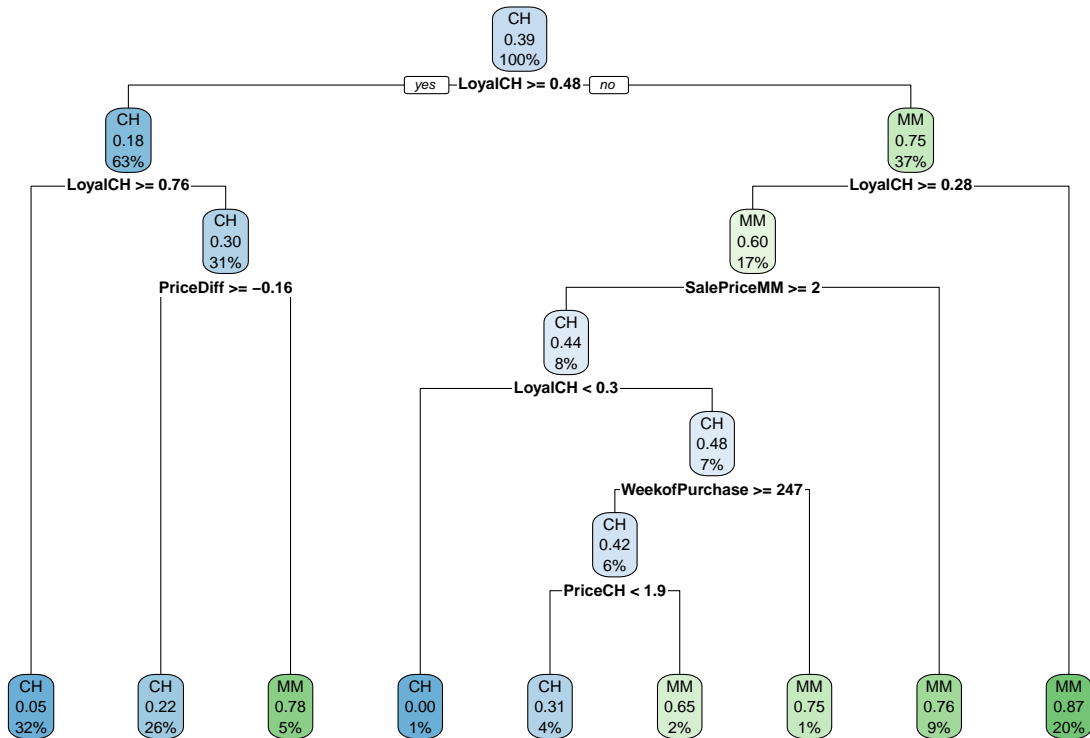 CH
0.39
100%
yes LoyalCH >= 0.48 no
CH
0.18
63%
MM
0.75
37%
LoyalCH >= 0.76
LoyalCH >= 0.28
CH
0.30
31%
MM
0.60
17%
PriceDiff >= −0.16
SalePriceMM >= 2
CH
0.44
8%
LoyalCH < 0.3
CH
0.48
7%
WeekofPurchase >= 247
CH
0.42
6%
PriceCH < 1.9
CH
0.05
32%
CH
0.22
26%
MM
0.78
5%
CH
0.00
1%
CH
0.31
4%
MM
0.65
2%
MM
0.75
1%
MM
0.76
9%
MM
0.87
20%